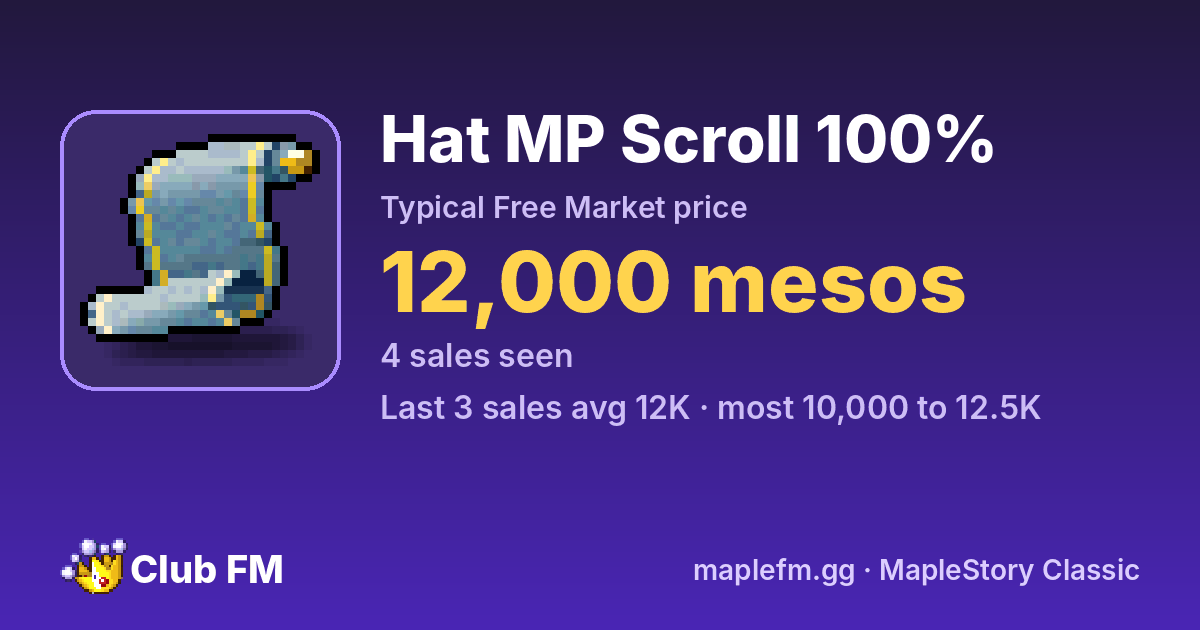 Hat MP Scroll 100%
Typical Free Market price
12,000 mesos
4 sales seen
Last 3 sales avg 12K · most 10,000 to 12.5K
Club FM
maplefm.gg · MapleStory Classic